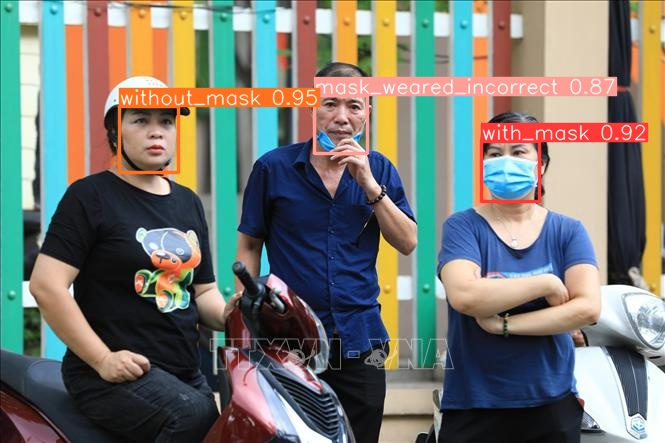 mask_weared_incorrect 0.87
without_mask 0.95
with_mask 0.92
TTXVN - VNA